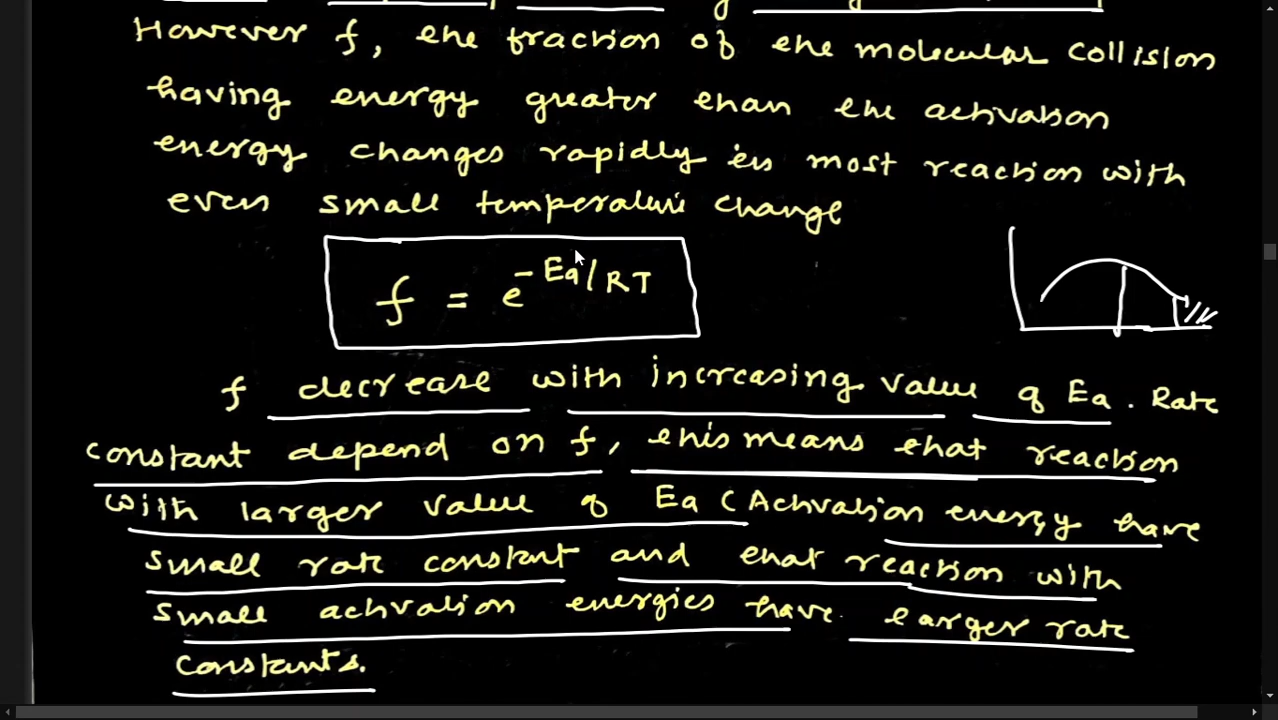 However f, the fraction of the molecular collision
having energy greater than the activation
energy changes rapidly in most reaction with
even small temperature change
f = e^-Ea/RT
f decrease with increasing value of Ea. Rate
constant depend on f, this means that reaction
with larger value of Ea (Activation energy have
small rate constant and that reaction with
small activation energies have larger rate
constants.